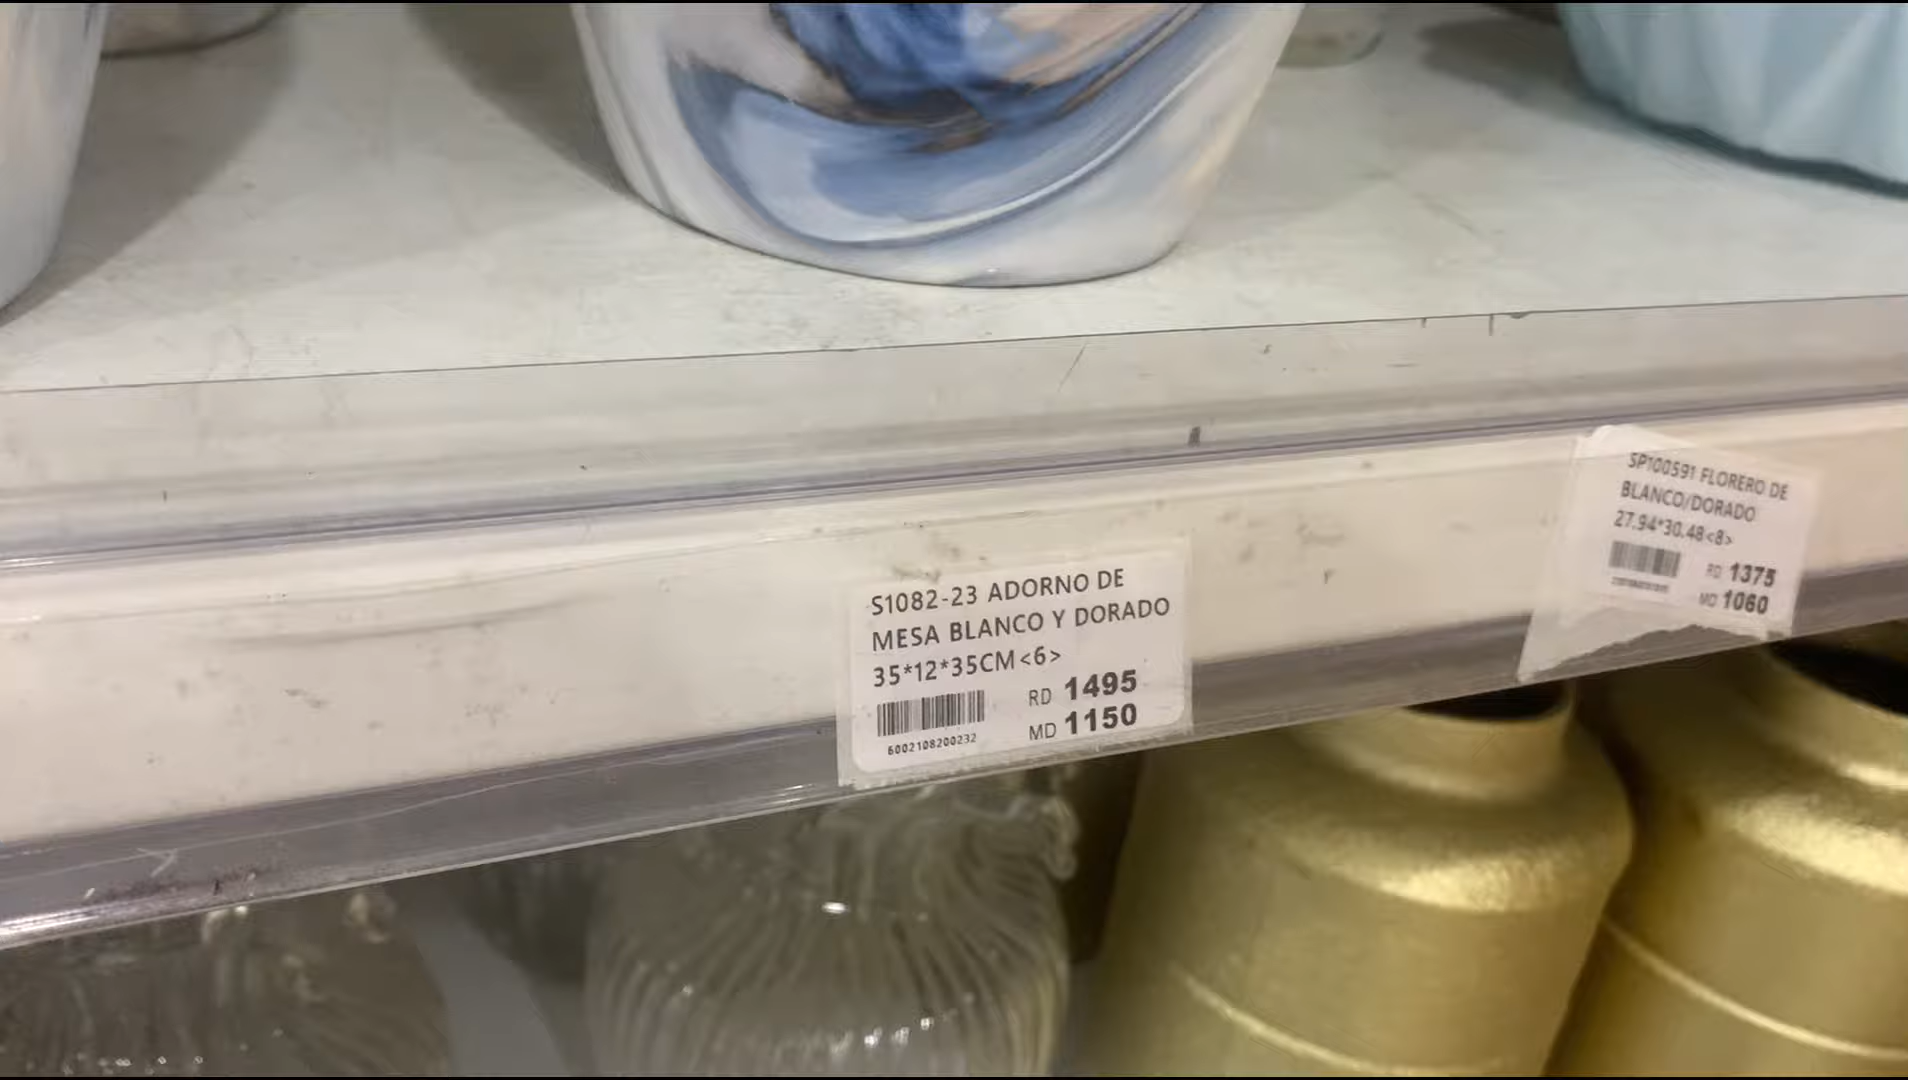 S1082-23 ADORNO DE
MESA BLANCO Y DORADO
35*12*35CM<6>
RD 1495
MD 1150
6002108200232
SP100591 FLORERO DE
BLANCO/DORADO
27.94*30.48<8>
RD 1375
MD 1060